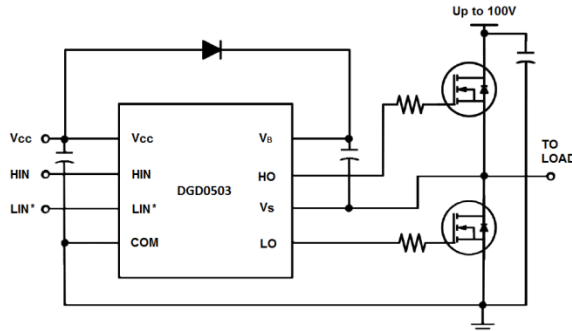 Up to 100V
Vcc
Vcc
VB
HIN
HIN
HO
TO
LOAD
DGD0503
LIN*
LIN*
Vs
COM
LO